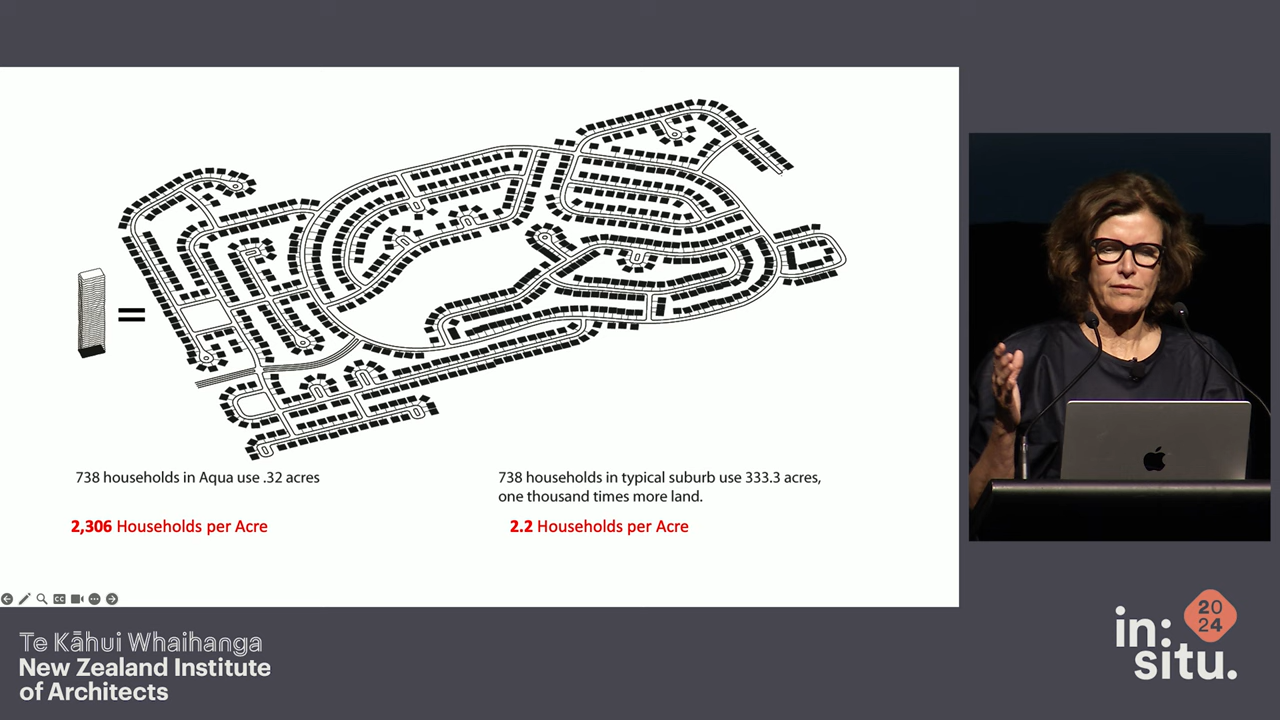 738 households in Aqua use .32 acres
2,306 Households per Acre
738 households in typical suburb use 333.3 acres,
one thousand times more land.
2.2 Households per Acre
Te Kāhui Whaihanga
New Zealand Institute
of Architects
in:
situ.
20
24